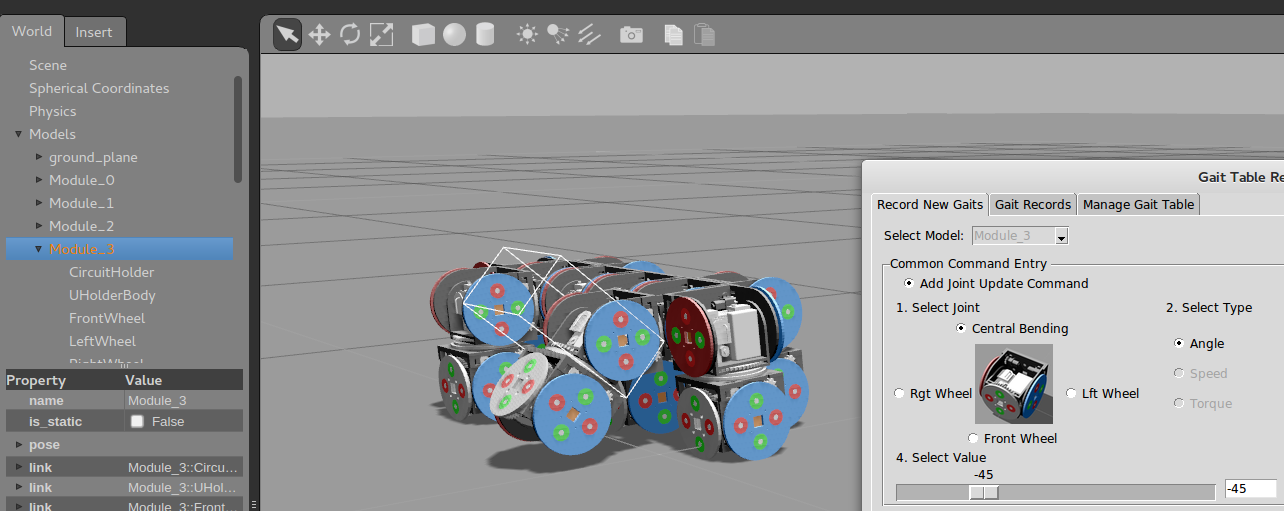 World
Insert
Scene
Spherical Coordinates
Physics
Models
ground_plane
Module_0
Module_1
Module_2
Module_3
CircuitHolder
UHolderBody
FrontWheel
LeftWheel
RightWheel
Property Value
name Module_3
is_static False
pose
link Module_3::Circu...
link Module_3::UHol...
link Module_3::Front...
Gait Table Re
Record New Gaits
Gait Records
Manage Gait Table
Select Model: Module_3
Common Command Entry
Add Joint Update Command
1. Select Joint
2. Select Type
Central Bending
Angle
Speed
Rgt Wheel
Lft Wheel
Torque
Front Wheel
4. Select Value
-45
-45